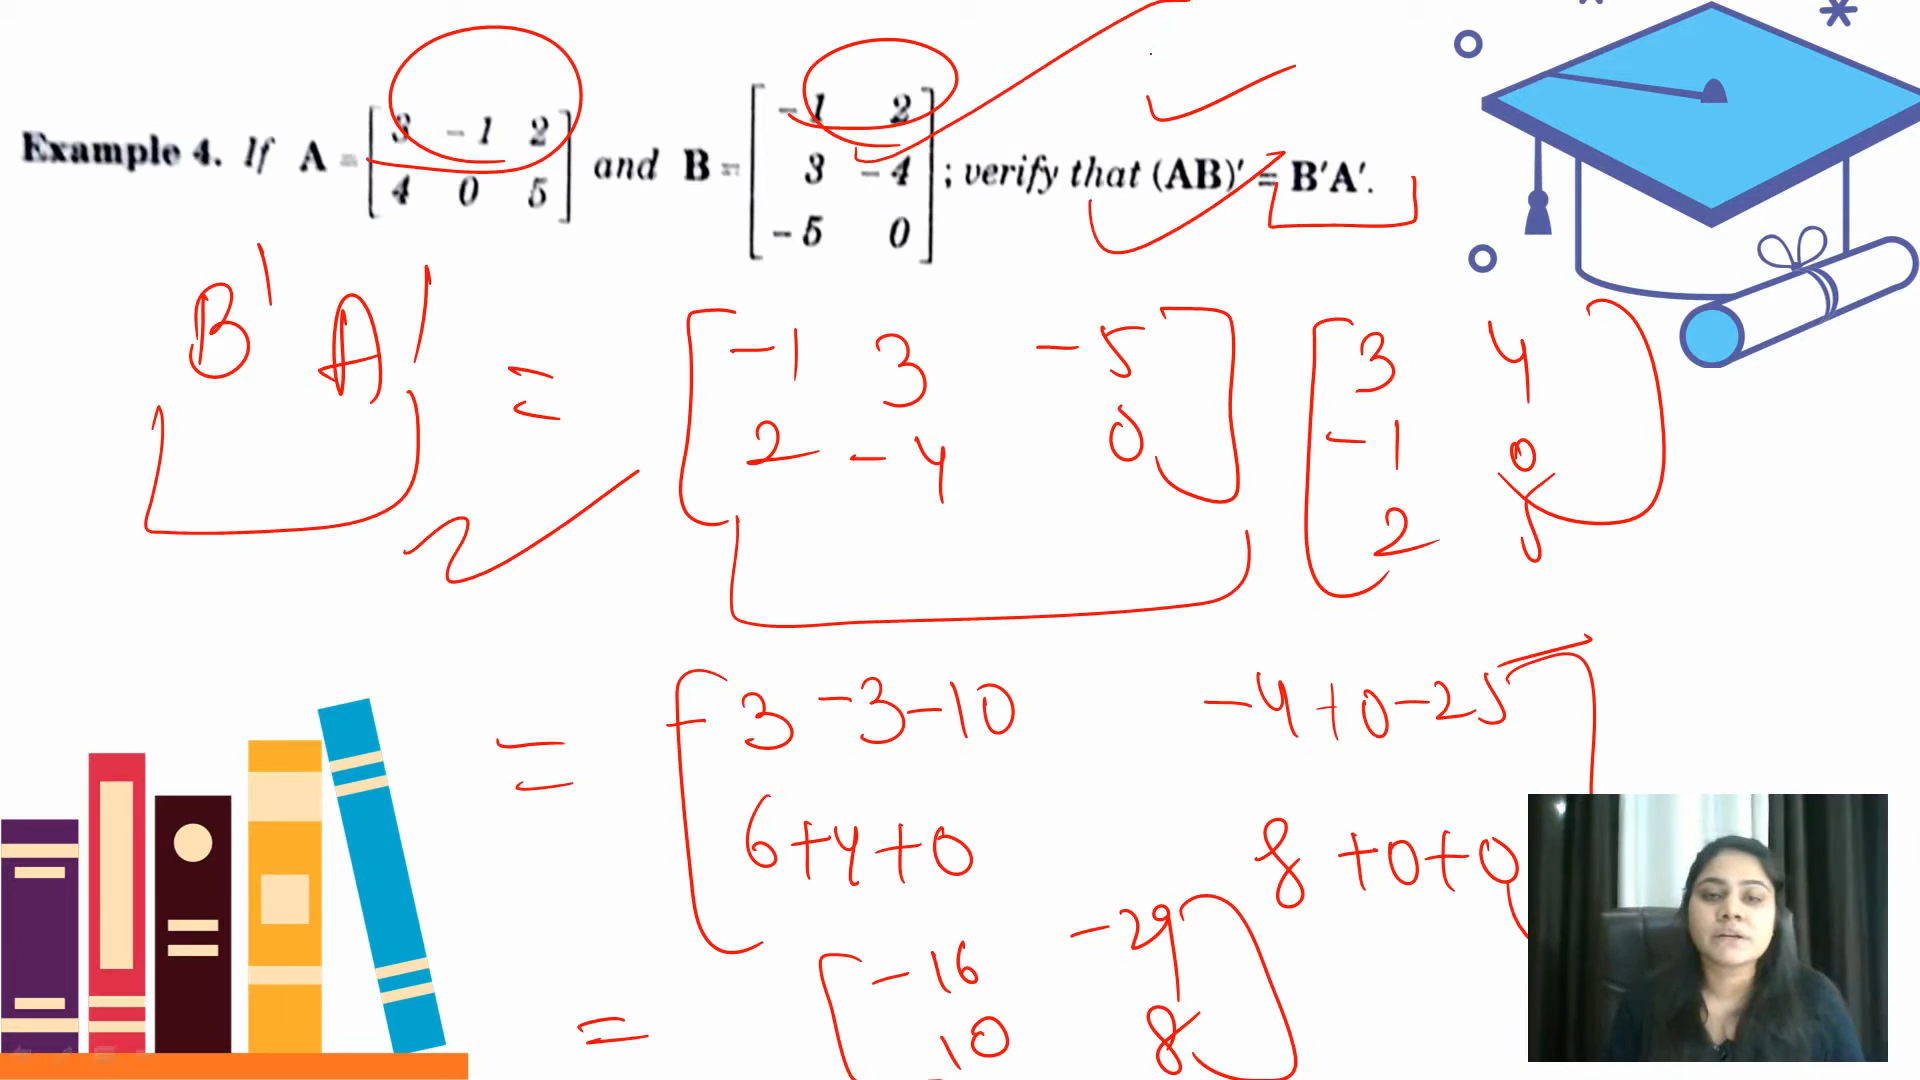 Example 4. If A = [ 3 -1 2 ] and B = [ -1 2 ] ; verify that (AB)' = B'A'.
[ 4 0 5 ] [ 3 -4 ]
[ -5 0 ]
B' A' = [ -1 3 -5 ] [ 3 4 ]
[ 2 -4 0 ] [ -1 0 ]
[ 2 5 ]
= [ -3 -3 -10 -4+0-25 ]
[ 6+4+0 8+0+0 ]
= [ -16 -29 ]
[ 10 8 ]